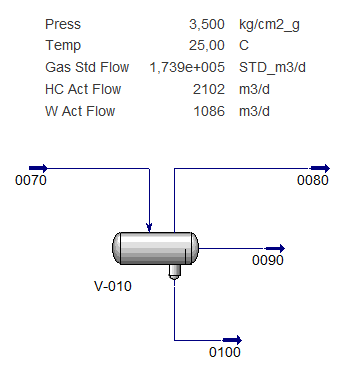 Press 3,500 kg/cm2_g
Temp 25,00 C
Gas Std Flow 1,739e+005 STD_m3/d
HC Act Flow 2102 m3/d
W Act Flow 1086 m3/d
0070 0080
0090
V-010
0100